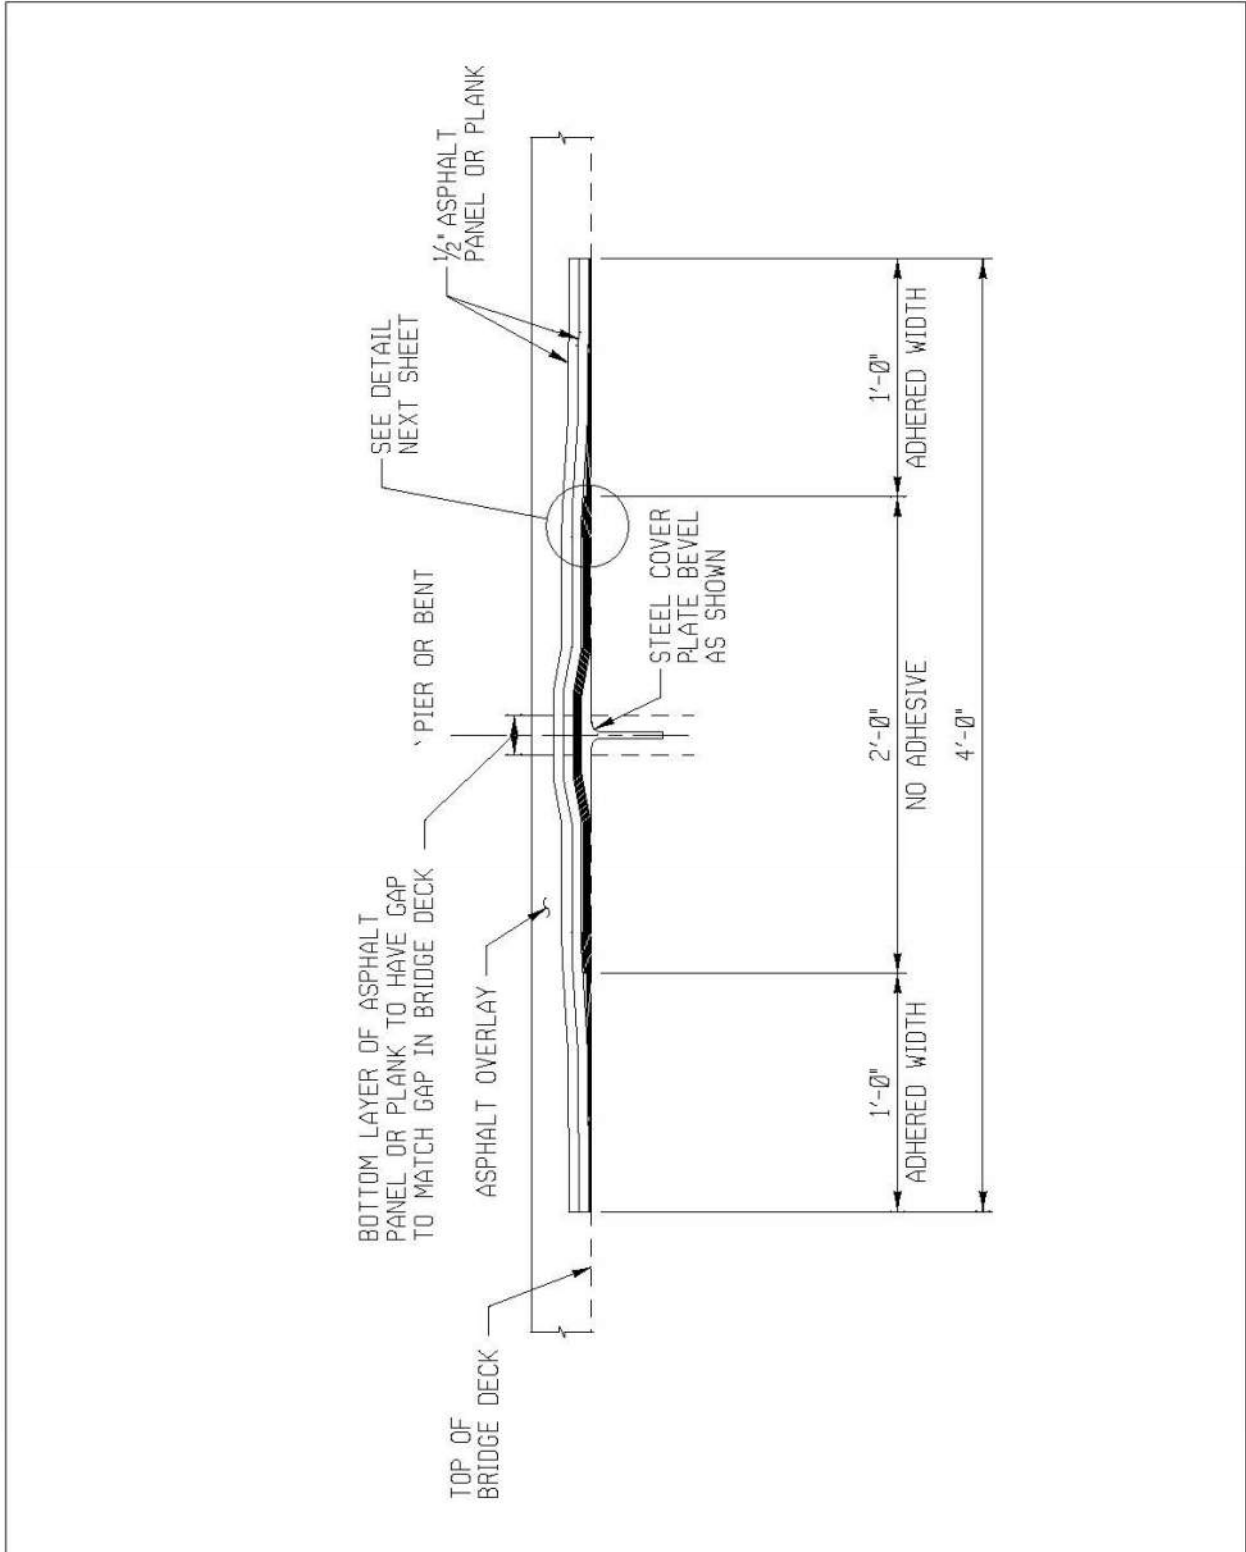 BOTTOM LAYER OF ASPHALT
PANEL OR PLANK TO HAVE GAP
TO MATCH GAP IN BRIDGE DECK
PIER OR BENT
SEE DETAIL
NEXT SHEET
½" ASPHALT
PANEL OR PLANK
ASPHALT OVERLAY
TOP OF
BRIDGE DECK
STEEL COVER
PLATE BEVEL
AS SHOWN
1'-0"
ADHERED WIDTH
2'-0"
NO ADHESIVE
1'-0"
ADHERED WIDTH
4'-0"